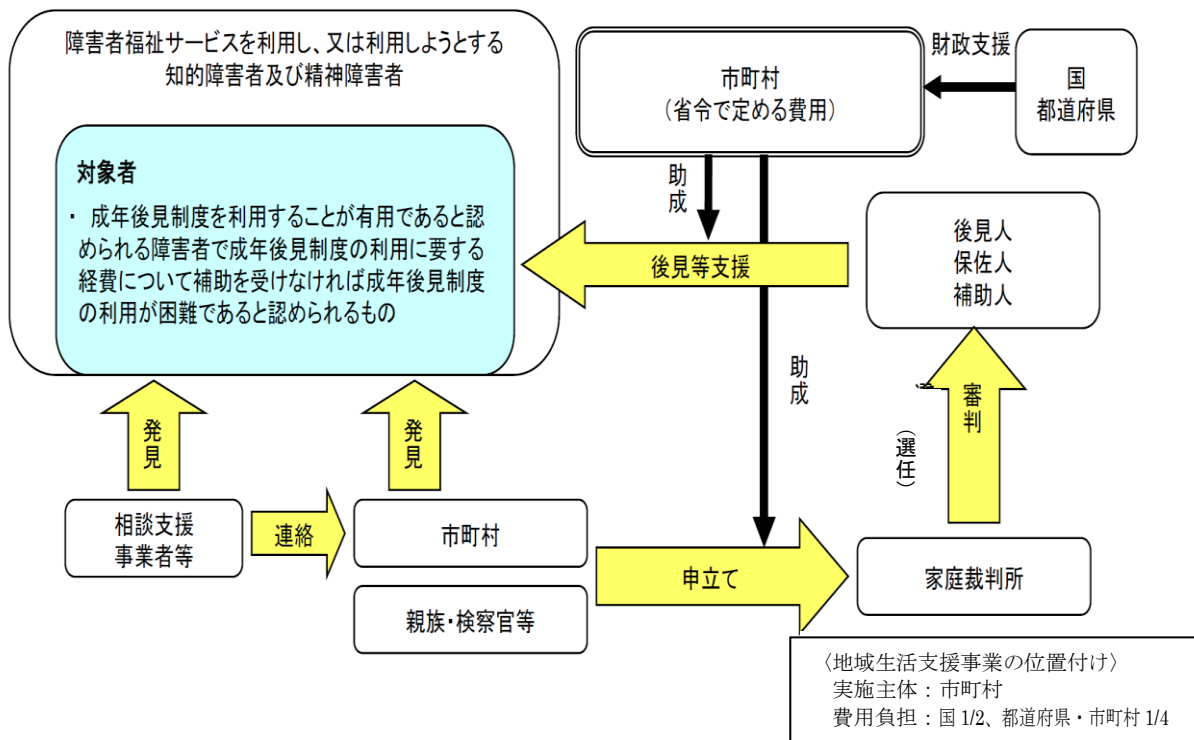 障害者福祉サービスを利用し、又は利用しようとする
知的障害者及び精神障害者
対象者
・ 成年後見制度を利用することが有用であると認
められる障害者で成年後見制度の利用に要する
経費について補助を受けなければ成年後見制度
の利用が困難であると認められるもの
市町村
（省令で定める費用）
財政支援
国
都道府県
助成
後見等支援
後見人
保佐人
補助人
助成
審判
（選任）
発見
発見
相談支援
事業者等
連絡
市町村
親族・検察官等
申立て
家庭裁判所
〈地域生活支援事業の位置付け〉
実施主体：市町村
費用負担：国 1/2、都道府県・市町村 1/4